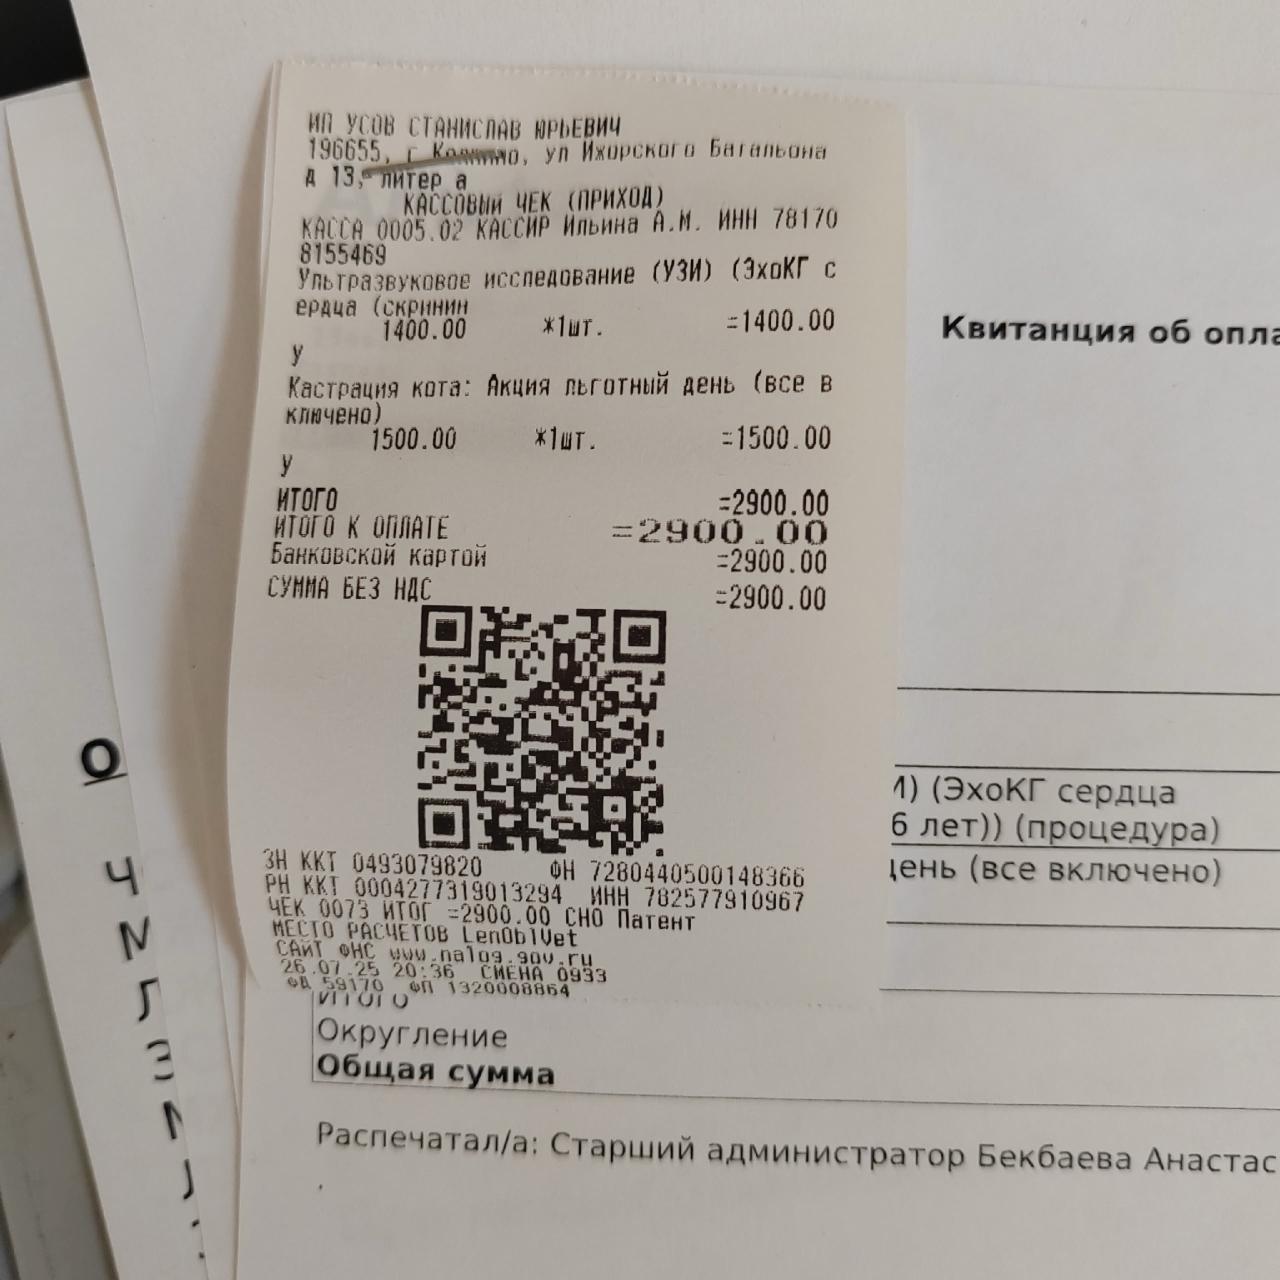 ИП УСОВ СТАНИСЛАВ ЮРЬЕВИЧ
196655, г Колпино, ул Ижорского Батальона
д 13, литер а
КАССОВЫЙ ЧЕК (ПРИХОД)
КАССА 0005.02 КАССИР Ильина А.М. ИНН 78170
8155469
Ультразвуковое исследование (УЗИ) (ЭхоКГ с
ердца (скринин
1400.00 *1шт. =1400.00
У
Кастрация кота: Акция льготный день (все в
ключено)
1500.00 *1шт. =1500.00
У
ИТОГО =2900.00
ИТОГО К ОПЛАТЕ =2900.00
Банковской картой =2900.00
СУММА БЕЗ НДС =2900.00
ЗН ККТ 0493079820 ФН 7280440500148366
РН ККТ 0004277319013294 ИНН 782577910967
ЧЕК 0073 ИТОГ =2900.00 СНО Патент
МЕСТО РАСЧЕТОВ LenOblVet
САЙТ ФНС www.nalog.gov.ru
26.07.25 20:36 СМЕНА 0933
ФД 59170 ФП 1320008864
Квитанция об опла
И) (ЭхоКГ сердца
6 лет)) (процедура)
день (все включено)
Итого
Округление
Общая сумма
Распечатал/а: Старший администратор Бекбаева Анастас